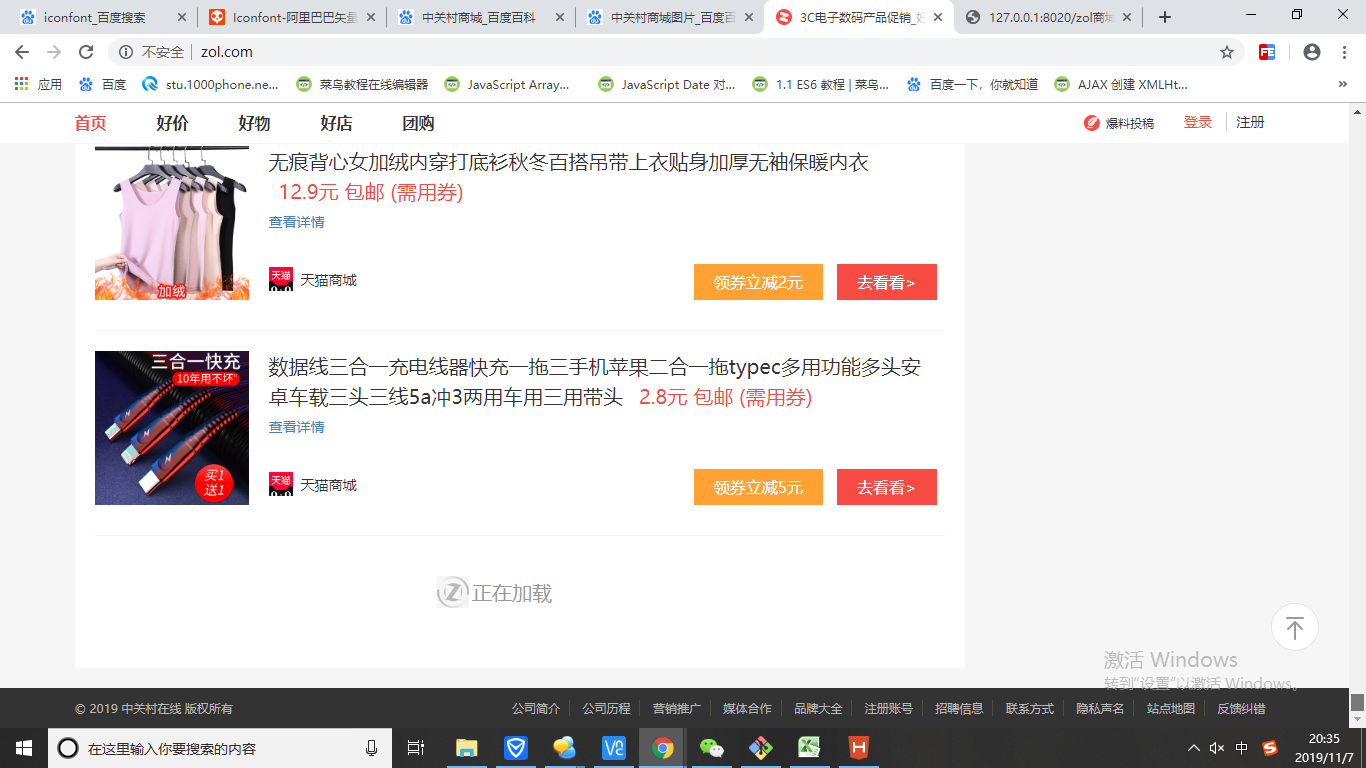 iconfont_百度搜索
Iconfont-阿里巴巴矢量
中关村商城_百度百科
中关村商城图片_百度百
3C电子数码产品促销_好
127.0.0.1:8020/zol商城
不安全 zol.com
应用 百度 stu.1000phone.ne... 菜鸟教程在线编辑器 JavaScript Array... JavaScript Date 对... 1.1 ES6 教程 | 菜鸟... 百度一下，你就知道 AJAX 创建 XMLHt... »
首页 好价 好物 好店 团购 爆料投稿 登录 注册
无痕背心女加绒内穿打底衫秋冬百搭吊带上衣贴身加厚无袖保暖内衣
12.9元 包邮 (需用券)
查看详情
加绒
天猫 天猫商城 领券立减2元 去看看>
三合一快充
10年用不坏
买1
送1
数据线三合一充电线器快充一拖三手机苹果二合一拖typec多用功能多头安
卓车载三头三线5a冲3两用车用三用带头 2.8元 包邮 (需用券)
查看详情
天猫 天猫商城 领券立减5元 去看看>
正在加载
激活 Windows
转到"设置"以激活 Windows。
© 2019 中关村在线 版权所有 公司简介 公司历程 营销推广 媒体合作 品牌大全 注册账号 招聘信息 联系方式 隐私声名 站点地图 反馈纠错
在这里输入你要搜索的内容
中
20:35
2019/11/7